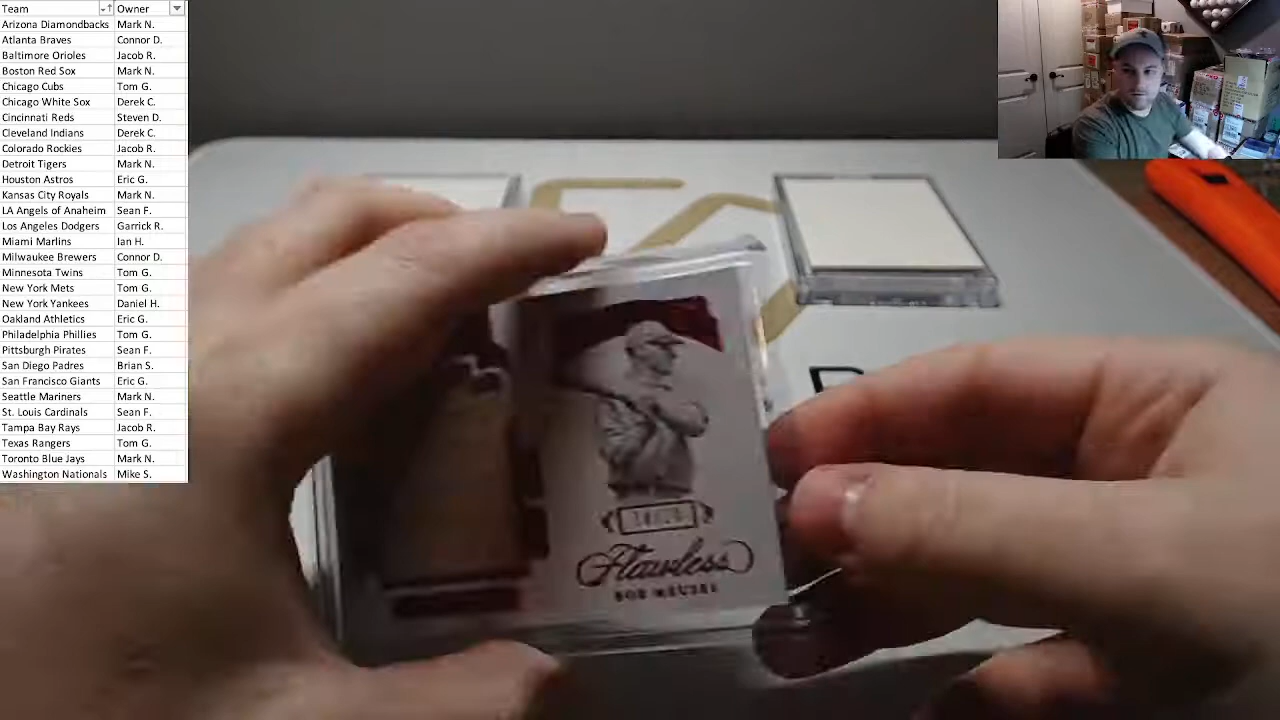 Team Owner
Arizona Diamondbacks Mark N.
Atlanta Braves Connor D.
Baltimore Orioles Jacob R.
Boston Red Sox Mark N.
Chicago Cubs Tom G.
Chicago White Sox Derek C.
Cincinnati Reds Steven D.
Cleveland Indians Derek C.
Colorado Rockies Jacob R.
Detroit Tigers Mark N.
Houston Astros Eric G.
Kansas City Royals Mark N.
LA Angels of Anaheim Sean F.
Los Angeles Dodgers Garrick R.
Miami Marlins Ian H.
Milwaukee Brewers Connor D.
Minnesota Twins Tom G.
New York Mets Tom G.
New York Yankees Daniel H.
Oakland Athletics Eric G.
Philadelphia Phillies Tom G.
Pittsburgh Pirates Sean F.
San Diego Padres Brian S.
San Francisco Giants Eric G.
Seattle Mariners Mark N.
St. Louis Cardinals Sean F.
Tampa Bay Rays Jacob R.
Texas Rangers Tom G.
Toronto Blue Jays Mark N.
Washington Nationals Mike S.
Flawless
BOB MEUSEL